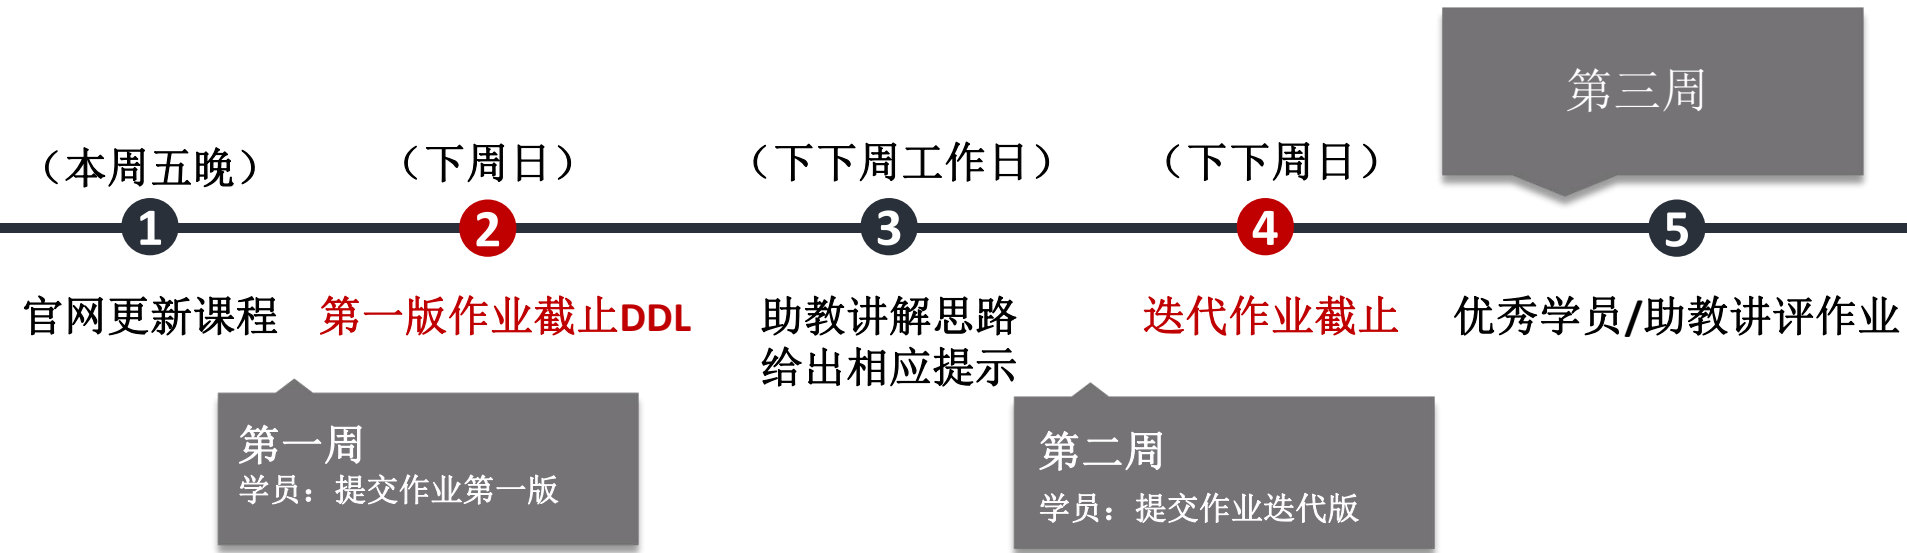 第三周
（本周五晚）
（下周日）
（下下周工作日）
（下下周日）
1
2
3
4
5
官网更新课程
第一版作业截止DDL
助教讲解思路
给出相应提示
迭代作业截止
优秀学员/助教讲评作业
第一周
学员：提交作业第一版
第二周
学员：提交作业迭代版